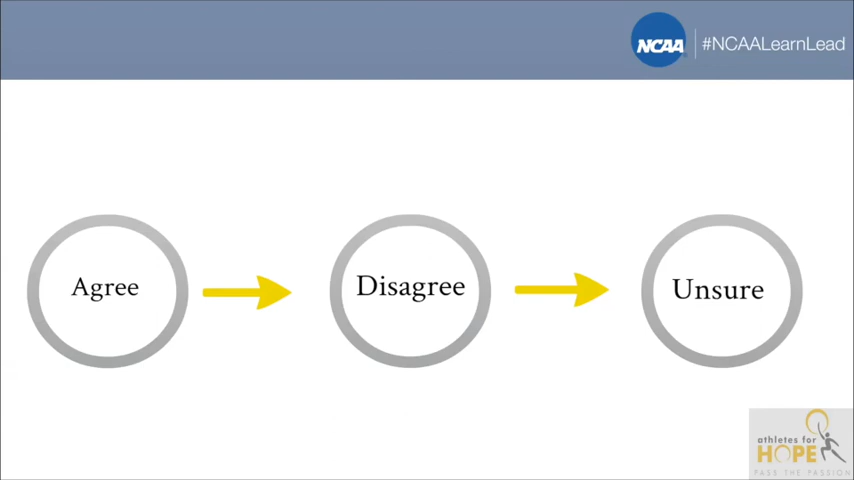 NCAA
#NCAALearnLead
Agree
Disagree
Unsure
athletes for
HOPE
PASS THE PASSION